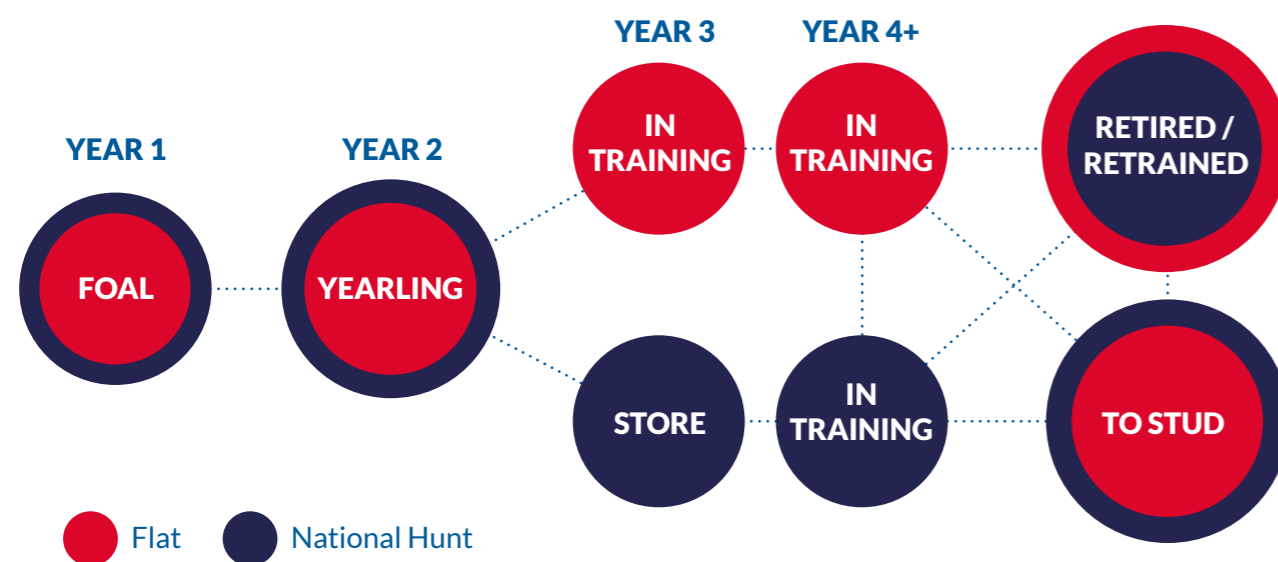 YEAR 1
YEAR 2
YEAR 3
YEAR 4+
FOAL
YEARLING
IN
TRAINING
IN
TRAINING
RETIRED /
RETRAINED
STORE
IN
TRAINING
TO STUD
Flat
National Hunt